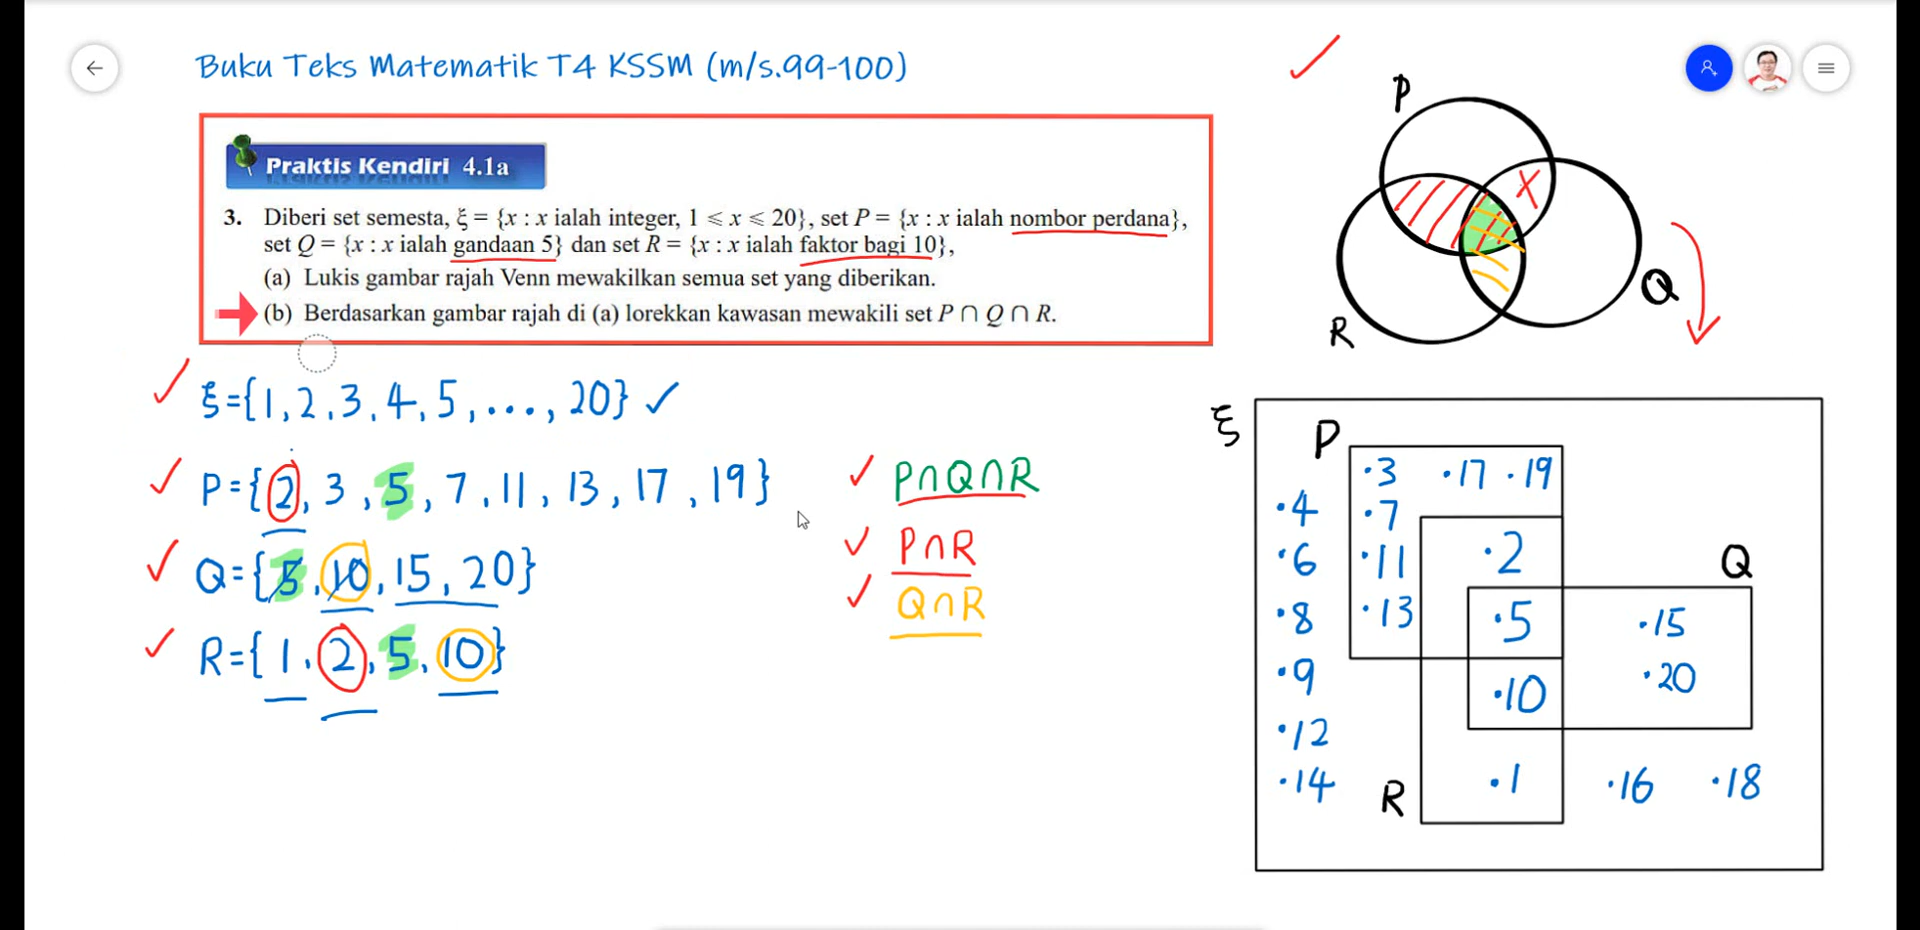 Buku Teks Matematik T4 KSSM (m/s.99-100)
Praktis Kendiri 4.1a
3. Diberi set semesta, ξ = {x : x ialah integer, 1 ⩽ x ⩽ 20}, set P = {x : x ialah nombor perdana},
set Q = {x : x ialah gandaan 5} dan set R = {x : x ialah faktor bagi 10},
(a) Lukis gambar rajah Venn mewakilkan semua set yang diberikan.
(b) Berdasarkan gambar rajah di (a) lorekkan kawasan mewakili set P ∩ Q ∩ R.
ξ={1,2,3,4,5,...,20}
P={2,3,5,7,11,13,17,19}
Q={5,10,15,20}
R={1,2,5,10}
P∩Q∩R
P∩R
Q∩R
P
Q
R
ξ
P
·3 ·17 ·19
·4 ·7
·6 ·11 ·2 Q
·8 ·13 ·5 ·15
·9 ·10 ·20
·12
·14 R ·1 ·16 ·18